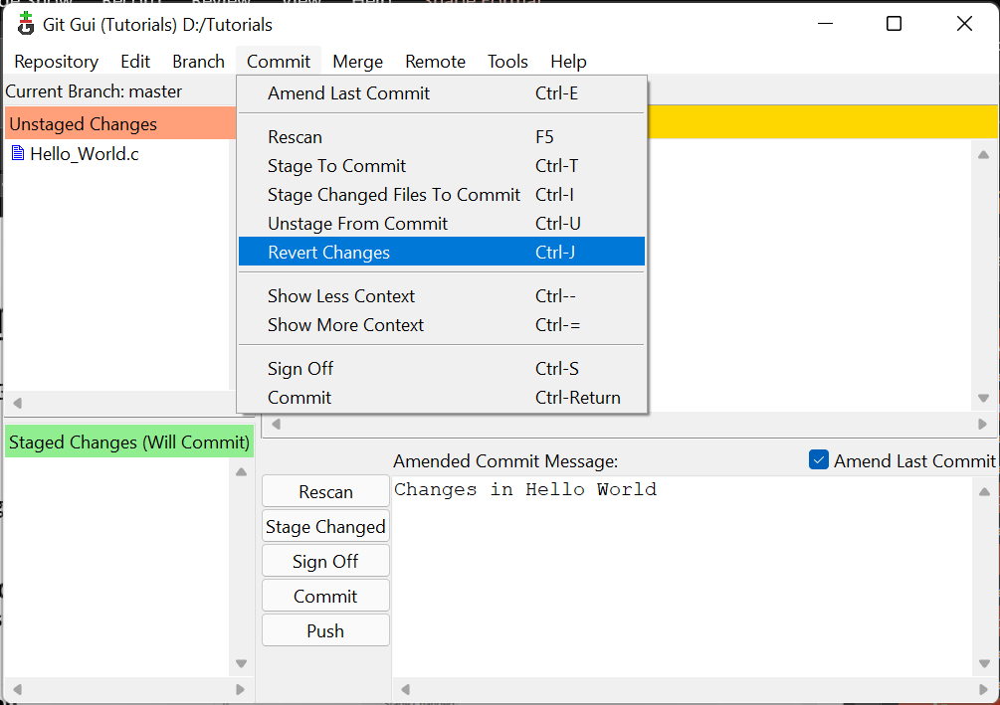 Git Gui (Tutorials) D:/Tutorials
Repository Edit Branch Commit Merge Remote Tools Help
Current Branch: master
Unstaged Changes
Hello_World.c
Amend Last Commit Ctrl-E
Rescan F5
Stage To Commit Ctrl-T
Stage Changed Files To Commit Ctrl-I
Unstage From Commit Ctrl-U
Revert Changes Ctrl-J
Show Less Context Ctrl--
Show More Context Ctrl-=
Sign Off Ctrl-S
Commit Ctrl-Return
Staged Changes (Will Commit)
Amended Commit Message:
Amend Last Commit
Changes in Hello World
Rescan
Stage Changed
Sign Off
Commit
Push